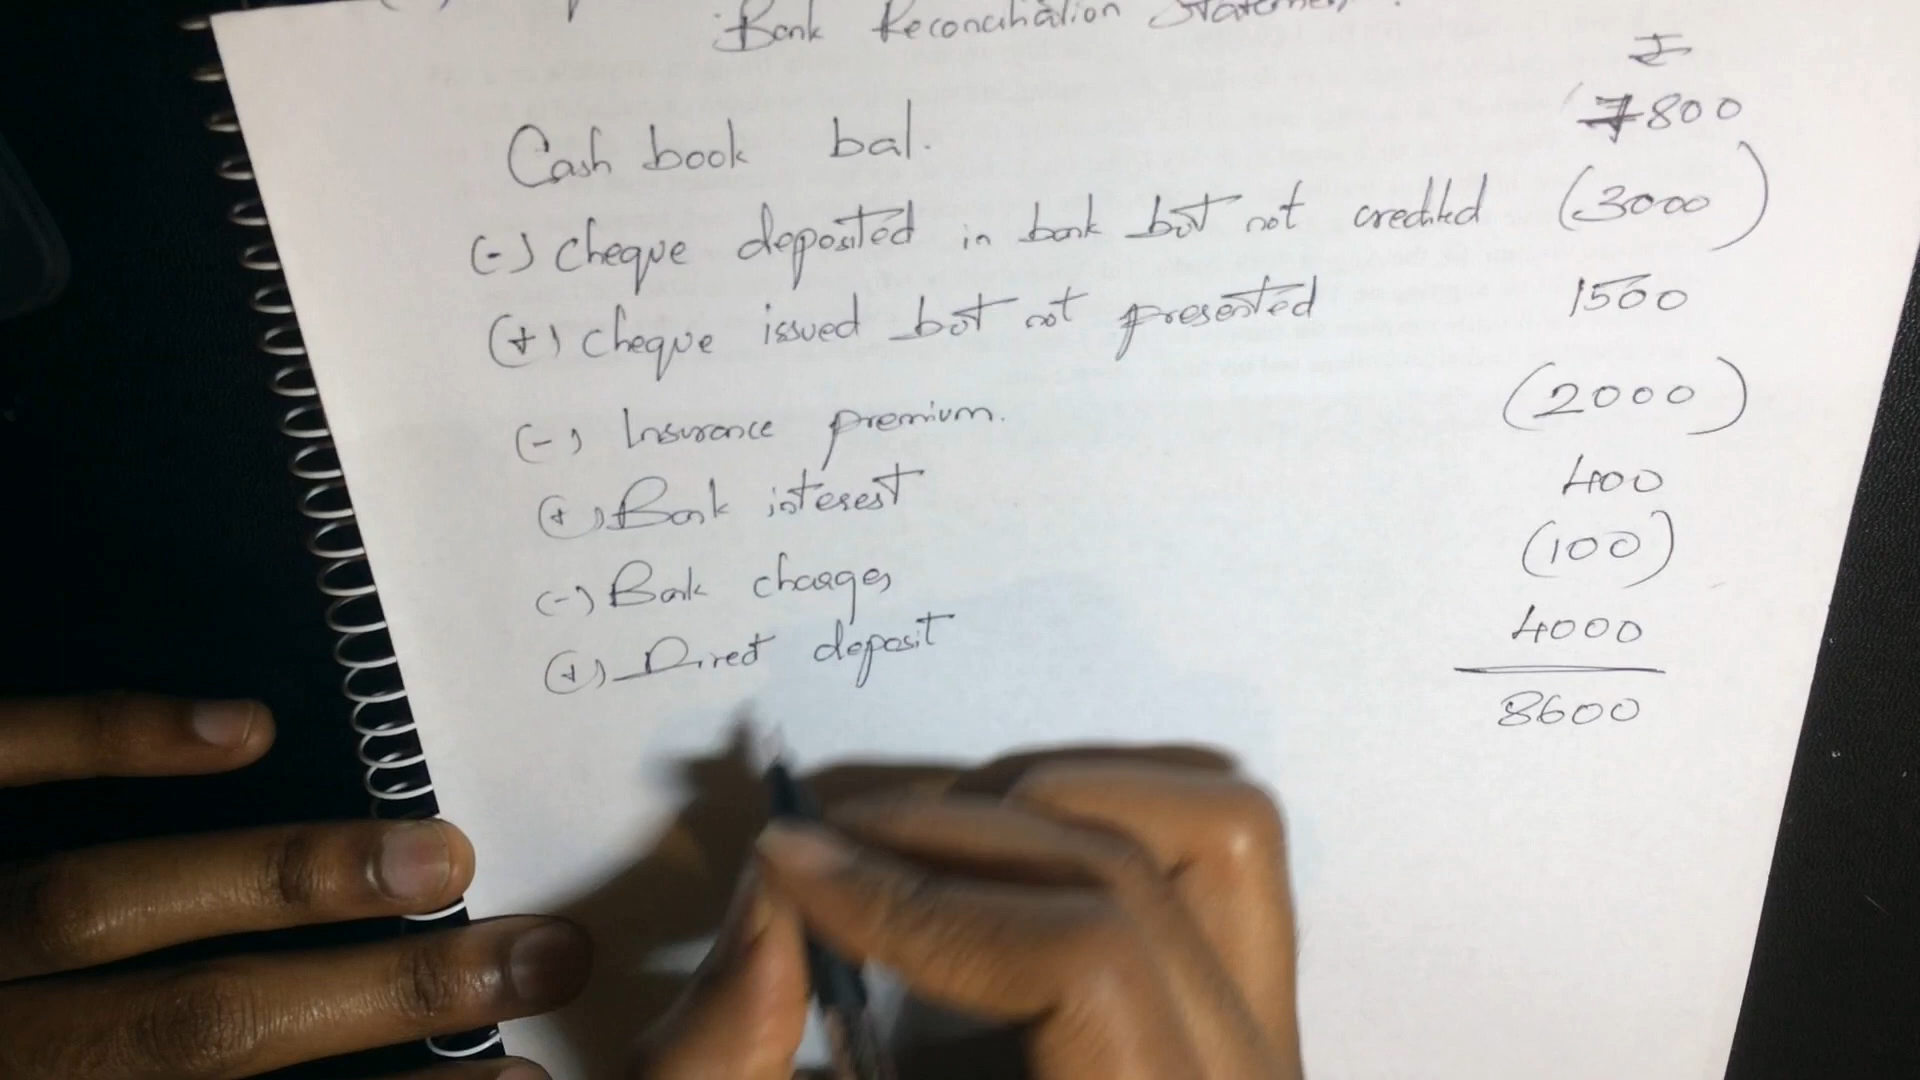 Bank Reconciliation Statement
₹
Cash book bal. 7800
(-) Cheque deposited in bank but not credited (3000)
(+) Cheque issued but not presented 1500
(-) Insurance premium. (2000)
(+) Bank interest 400
(-) Bank charges (100)
(+) Direct deposit 4000
8600